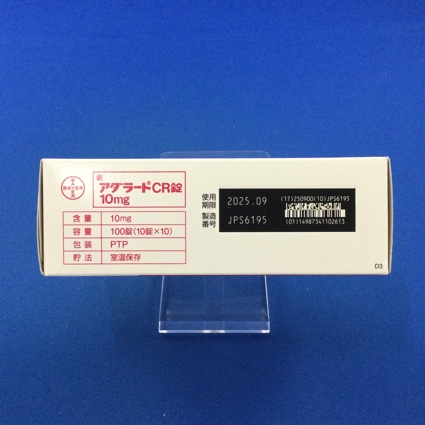 BAYER
劇
アダラート®CR錠
10mg
含量 10mg
容量 100錠(10錠×10)
包装 PTP
貯法 室温保存
使用期限 2025.09
製造番号 JPS6195
(17)250900(10)JPS6195
(01)14987341102613
D3